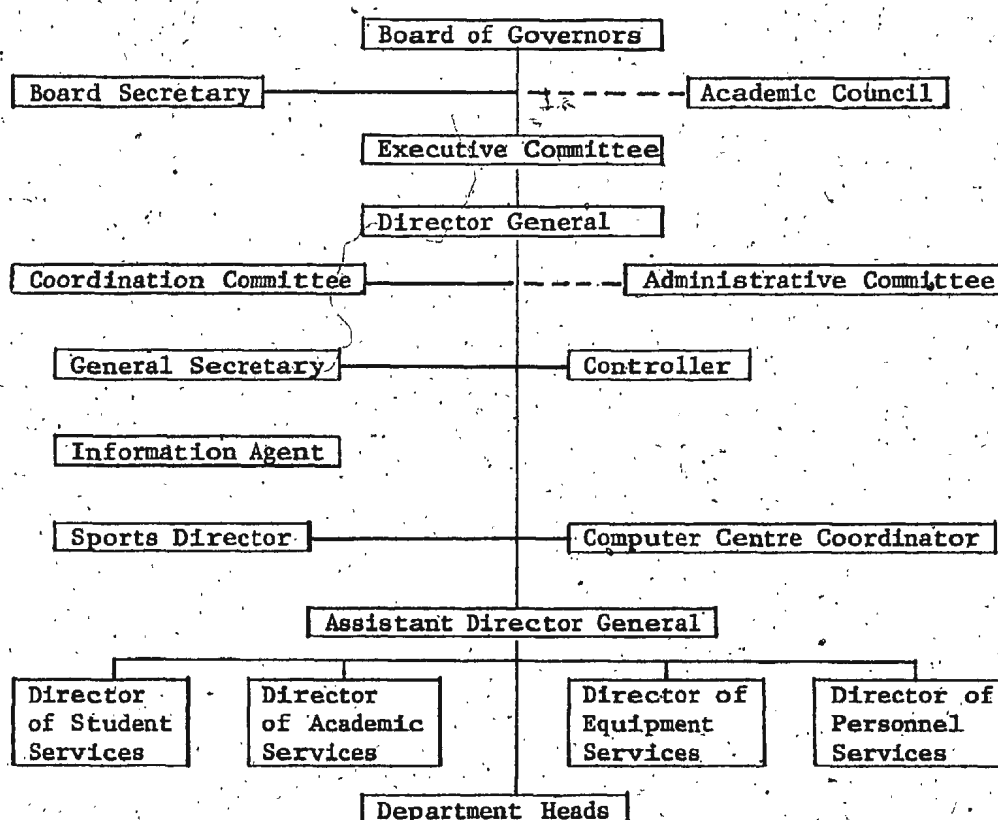 Board of Governors
Board Secretary
Academic Council
Executive Committee
Director General
Coordination Committee
Administrative Committee
General Secretary
Controller
Information Agent
Sports Director
Computer Centre Coordinator
Assistant Director General
Director
of Student
Services
Director
of Academic
Services
Director of
Equipment
Services
Director of
Personnel
Services
Department Heads